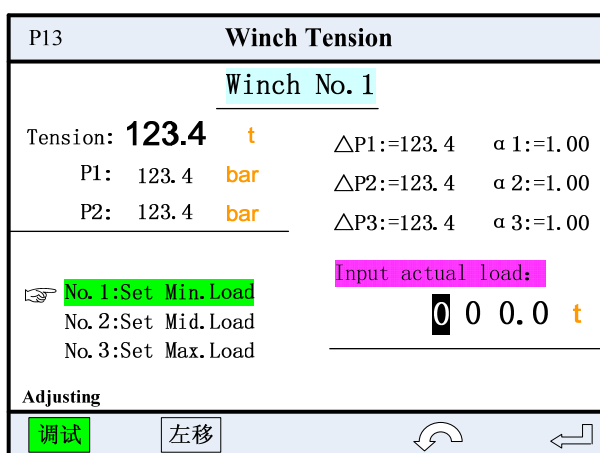 P13 Winch Tension
Winch No.1
Tension: 123.4 t
P1: 123.4 bar
P2: 123.4 bar
△P1:=123.4 α1:=1.00
△P2:=123.4 α2:=1.00
△P3:=123.4 α3:=1.00
No.1:Set Min.Load
No.2:Set Mid.Load
No.3:Set Max.Load
Input actual load:
0 0 0.0 t
Adjusting
调试 左移